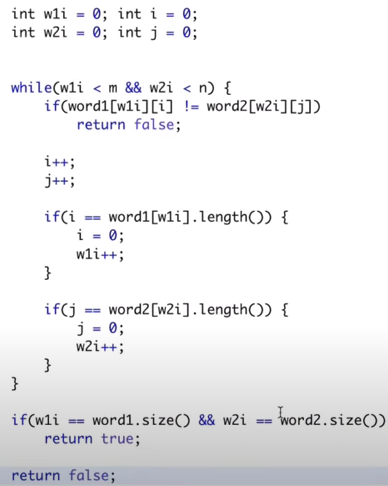 int w1i = 0; int i = 0;
int w2i = 0; int j = 0;
while(w1i < m && w2i < n) {
if(word1[w1i][i] != word2[w2i][j])
return false;
i++;
j++;
if(i == word1[w1i].length()) {
i = 0;
w1i++;
}
if(j == word2[w2i].length()) {
j = 0;
w2i++;
}
}
if(w1i == word1.size() && w2i == word2.size())
return true;
return false;